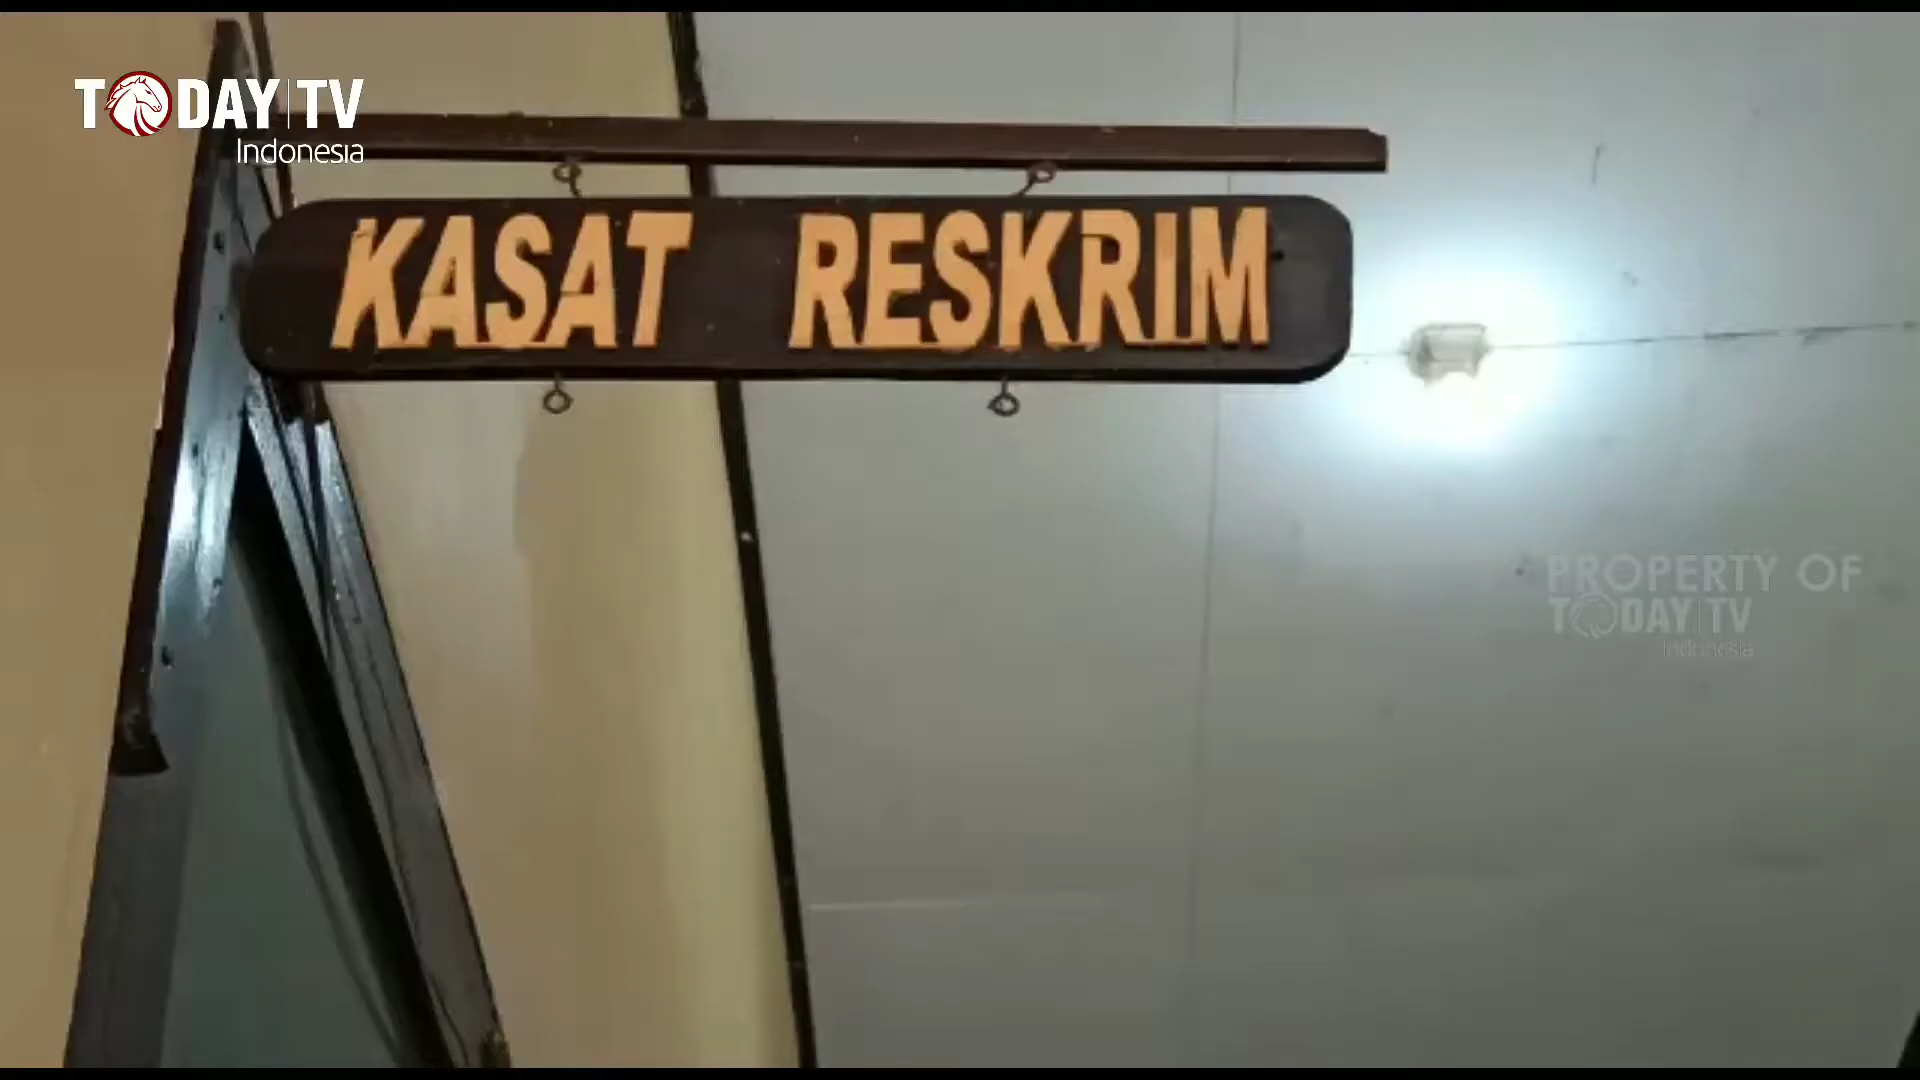 TODAY|TV
Indonesia
KASAT RESKRIM
PROPERTY OF
TODAY|TV
Indonesia